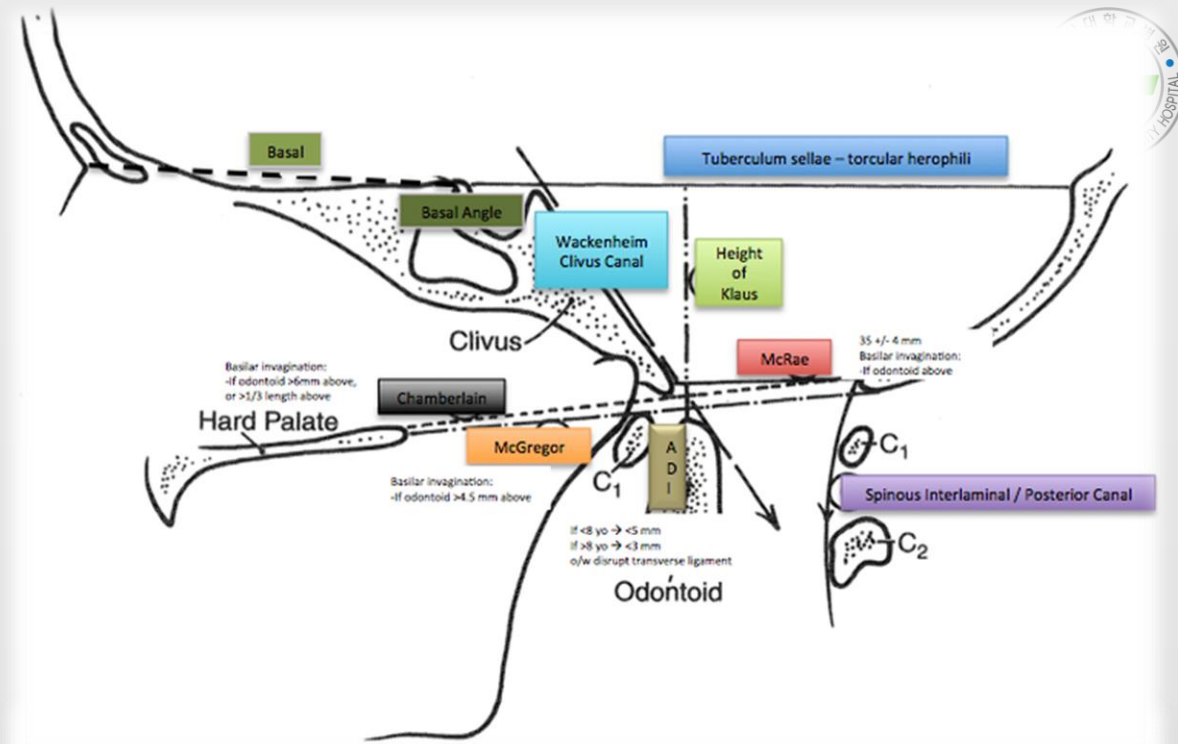 Basal
Tuberculum sellae – torcular herophili
Basal Angle
Wackenheim
Clivus Canal
Height
of
Klaus
Clivus
McRae
35 +/- 4 mm
Basilar invagination:
-If odontoid above
Basilar invagination:
-If odontoid >6mm above,
or >1/3 length above
Chamberlain
Hard Palate
McGregor
A
D
I
C1
C1
Basilar invagination:
-If odontoid >4.5 mm above
Spinous Interlaminal / Posterior Canal
If <8 yo → <5 mm
If >8 yo → <3 mm
o/w disrupt transverse ligament
C2
Odontoid
HOSPITAL